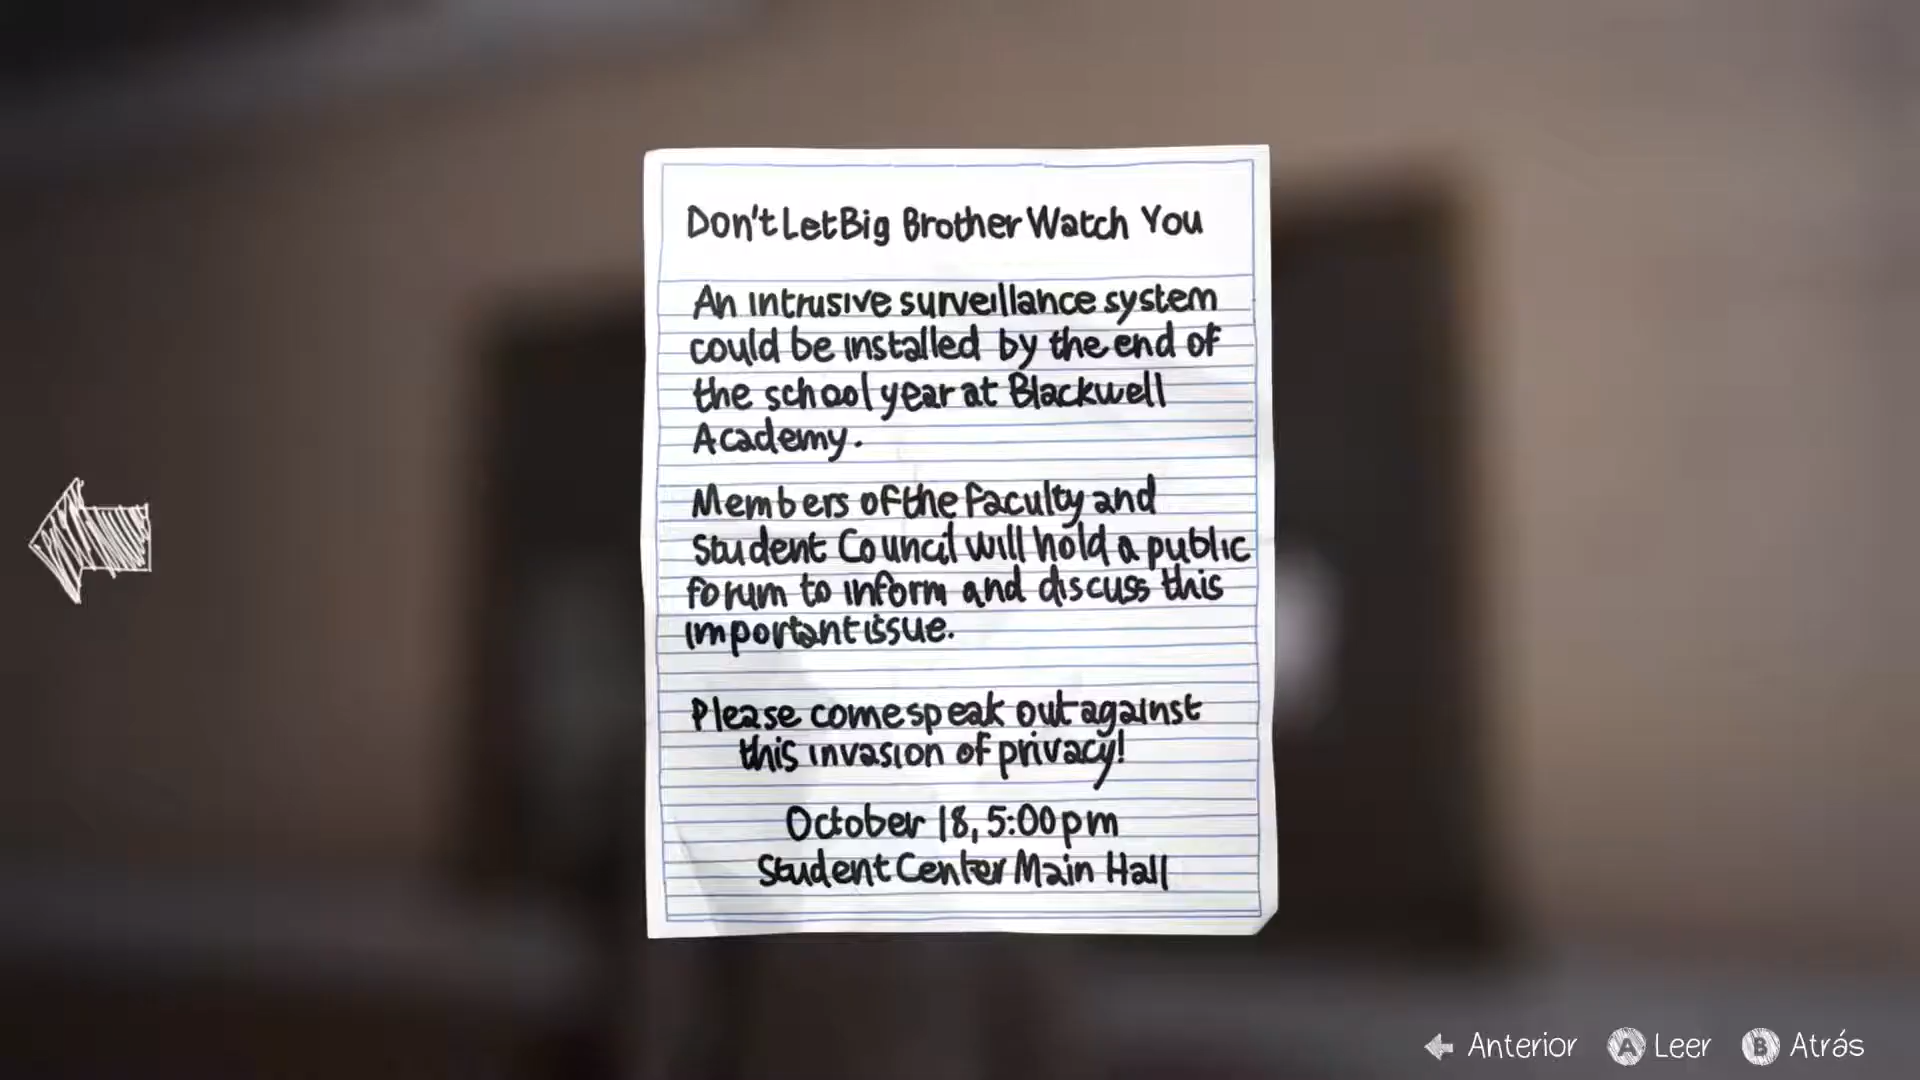 Don't Let Big Brother Watch You
An intrusive surveillance system
could be installed by the end of
the school year at Blackwell
Academy.
Members of the faculty and
Student Council will hold a public
forum to inform and discuss this
important issue.
Please come speak out against
this invasion of privacy!
October 18, 5:00pm
Student Center Main Hall
Anterior A Leer B Atrás